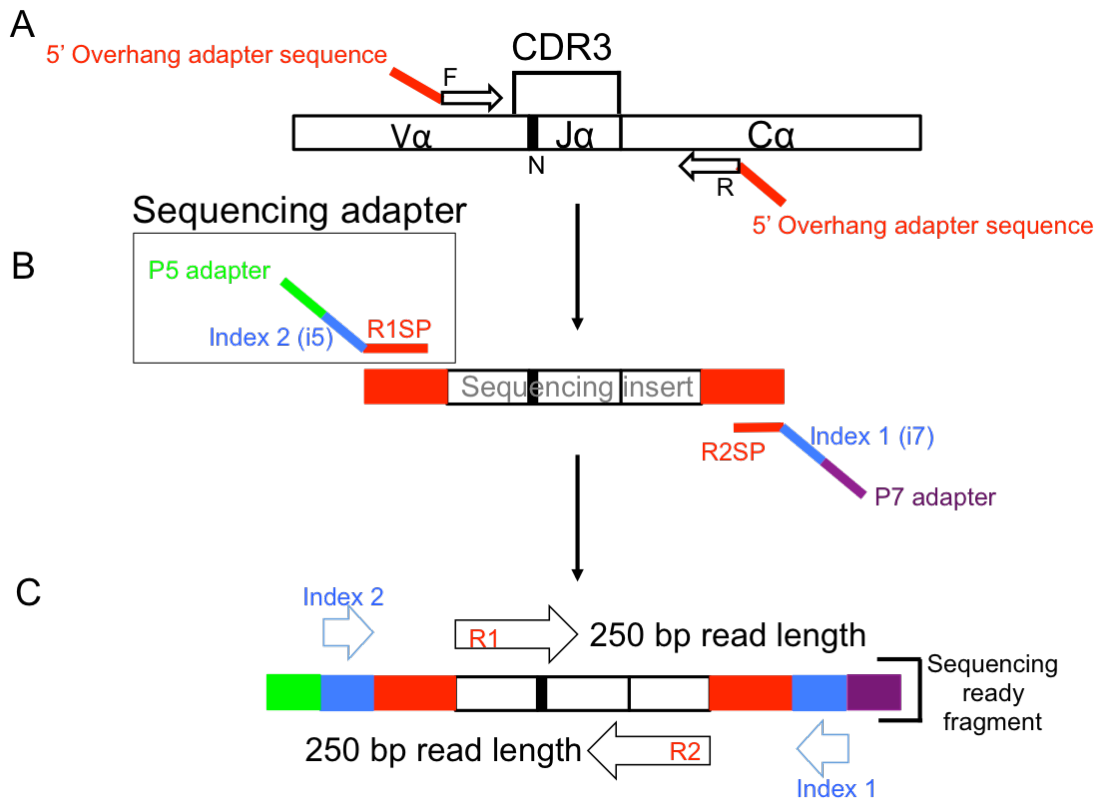 A
5’ Overhang adapter sequence
F
CDR3
Vα
Jα
Cα
N
R
5’ Overhang adapter sequence
Sequencing adapter
B
P5 adapter
Index 2 (i5)
R1SP
Sequencing insert
R2SP
Index 1 (i7)
P7 adapter
C
Index 2
R1
250 bp read length
Sequencing
ready
fragment
250 bp read length
R2
Index 1